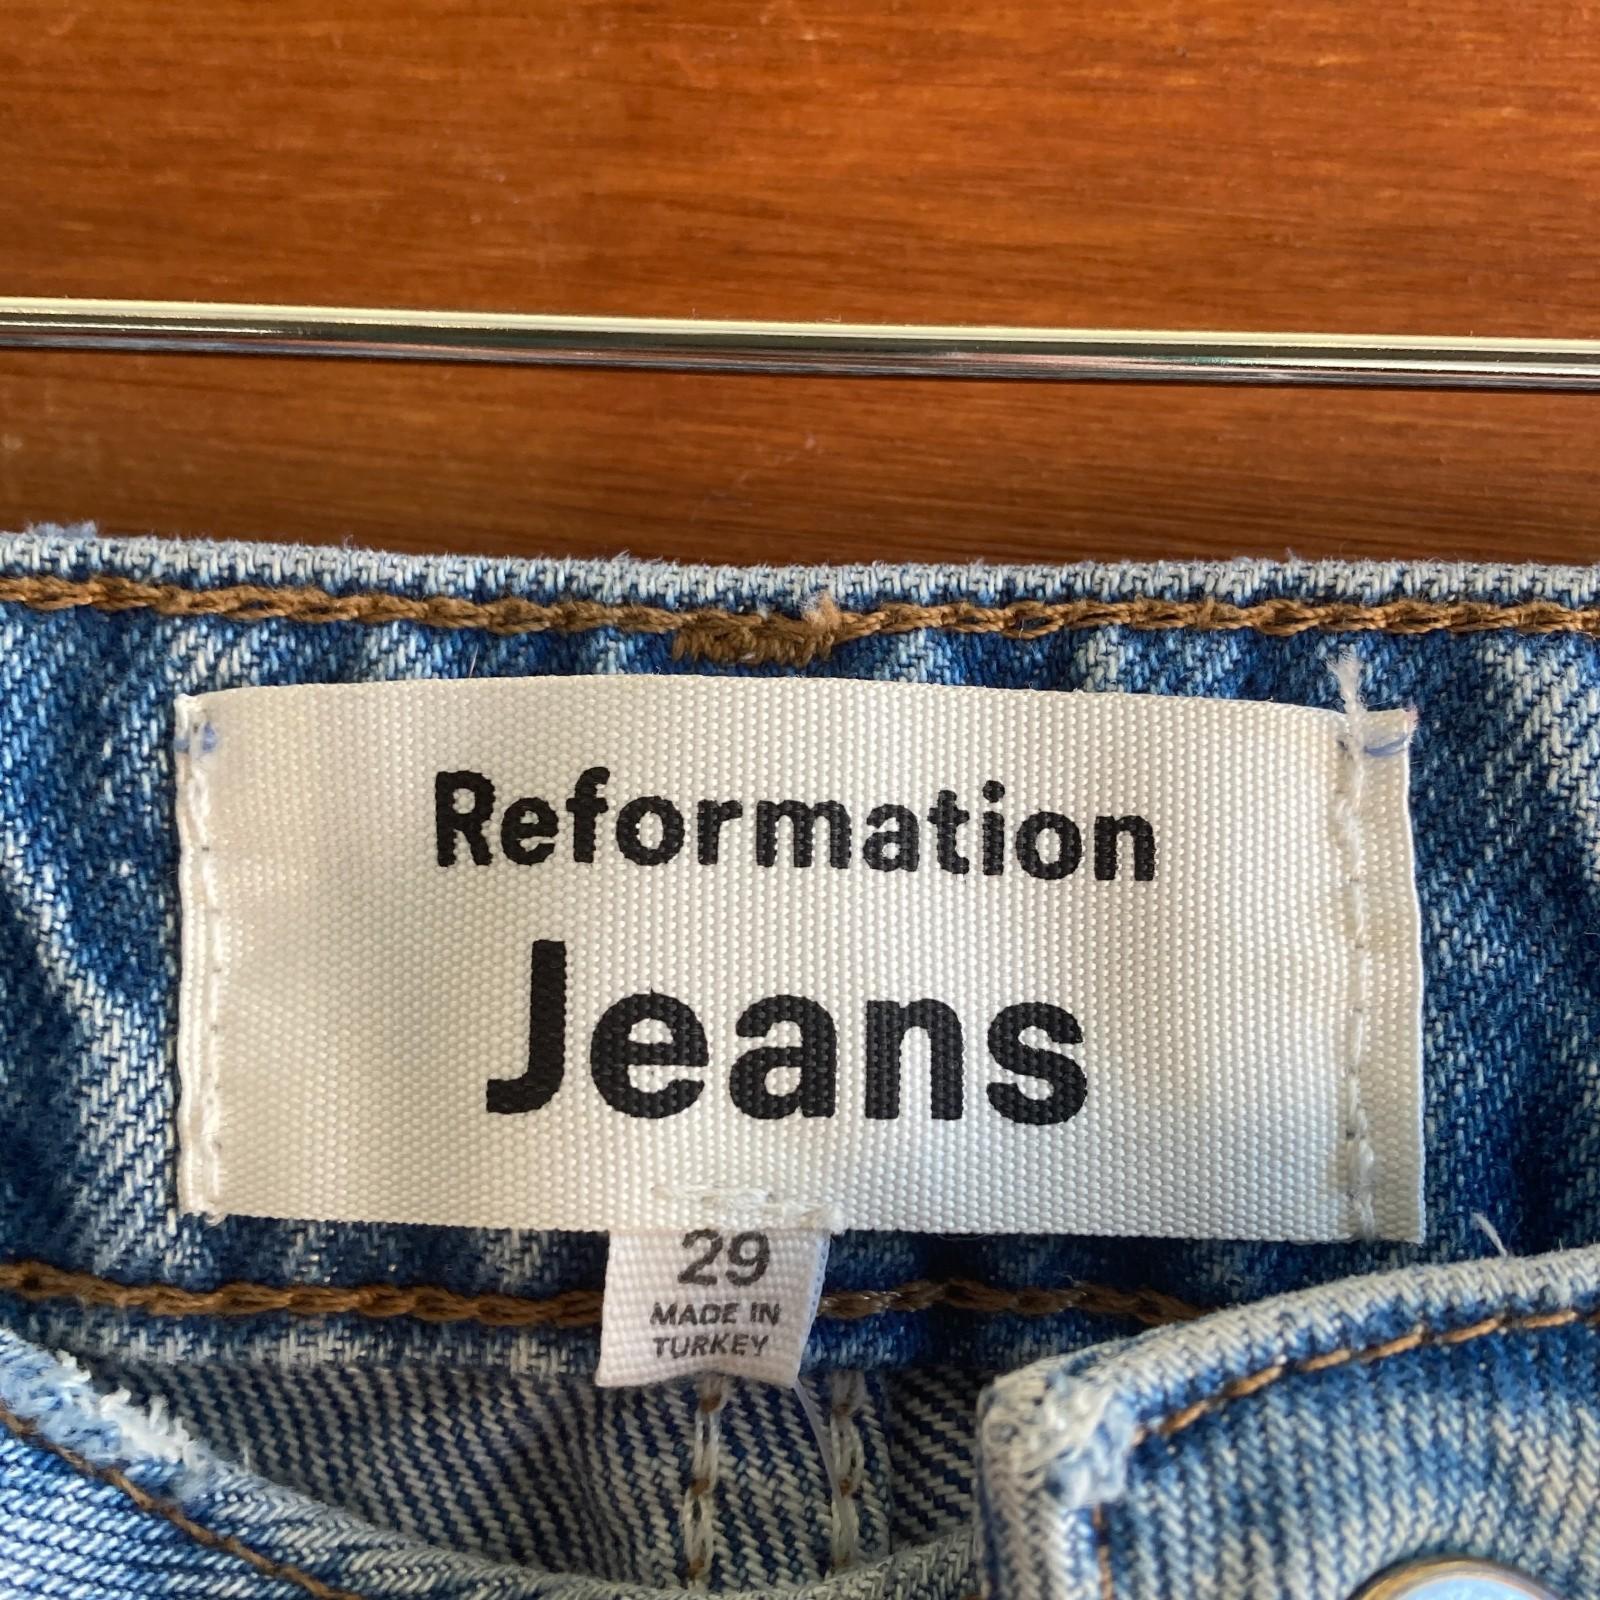 Reformation
Jeans
29
MADE IN
TURKEY